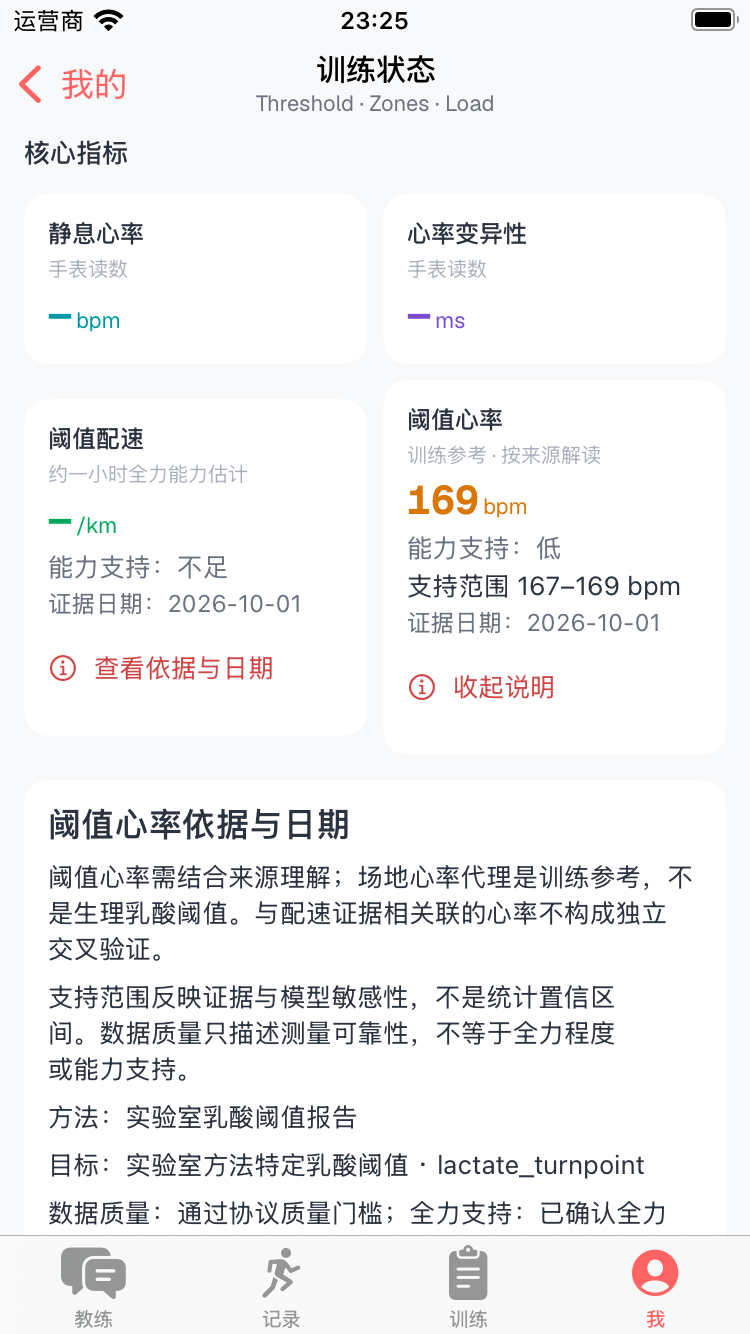 运营商
23:25
我的
训练状态
Threshold · Zones · Load
核心指标
静息心率
手表读数
– bpm
心率变异性
手表读数
– ms
阈值配速
约一小时全力能力估计
– /km
能力支持：不足
证据日期：2026-10-01
查看依据与日期
阈值心率
训练参考 · 按来源解读
169 bpm
能力支持：低
支持范围 167–169 bpm
证据日期：2026-10-01
收起说明
阈值心率依据与日期
阈值心率需结合来源理解；场地心率代理是训练参考，不
是生理乳酸阈值。与配速证据相关联的心率不构成独立
交叉验证。
支持范围反映证据与模型敏感性，不是统计置信区
间。数据质量只描述测量可靠性，不等于全力程度
或能力支持。
方法：实验室乳酸阈值报告
目标：实验室方法特定乳酸阈值 · lactate_turnpoint
数据质量：通过协议质量门槛；全力支持：已确认全力
教练
记录
训练
我